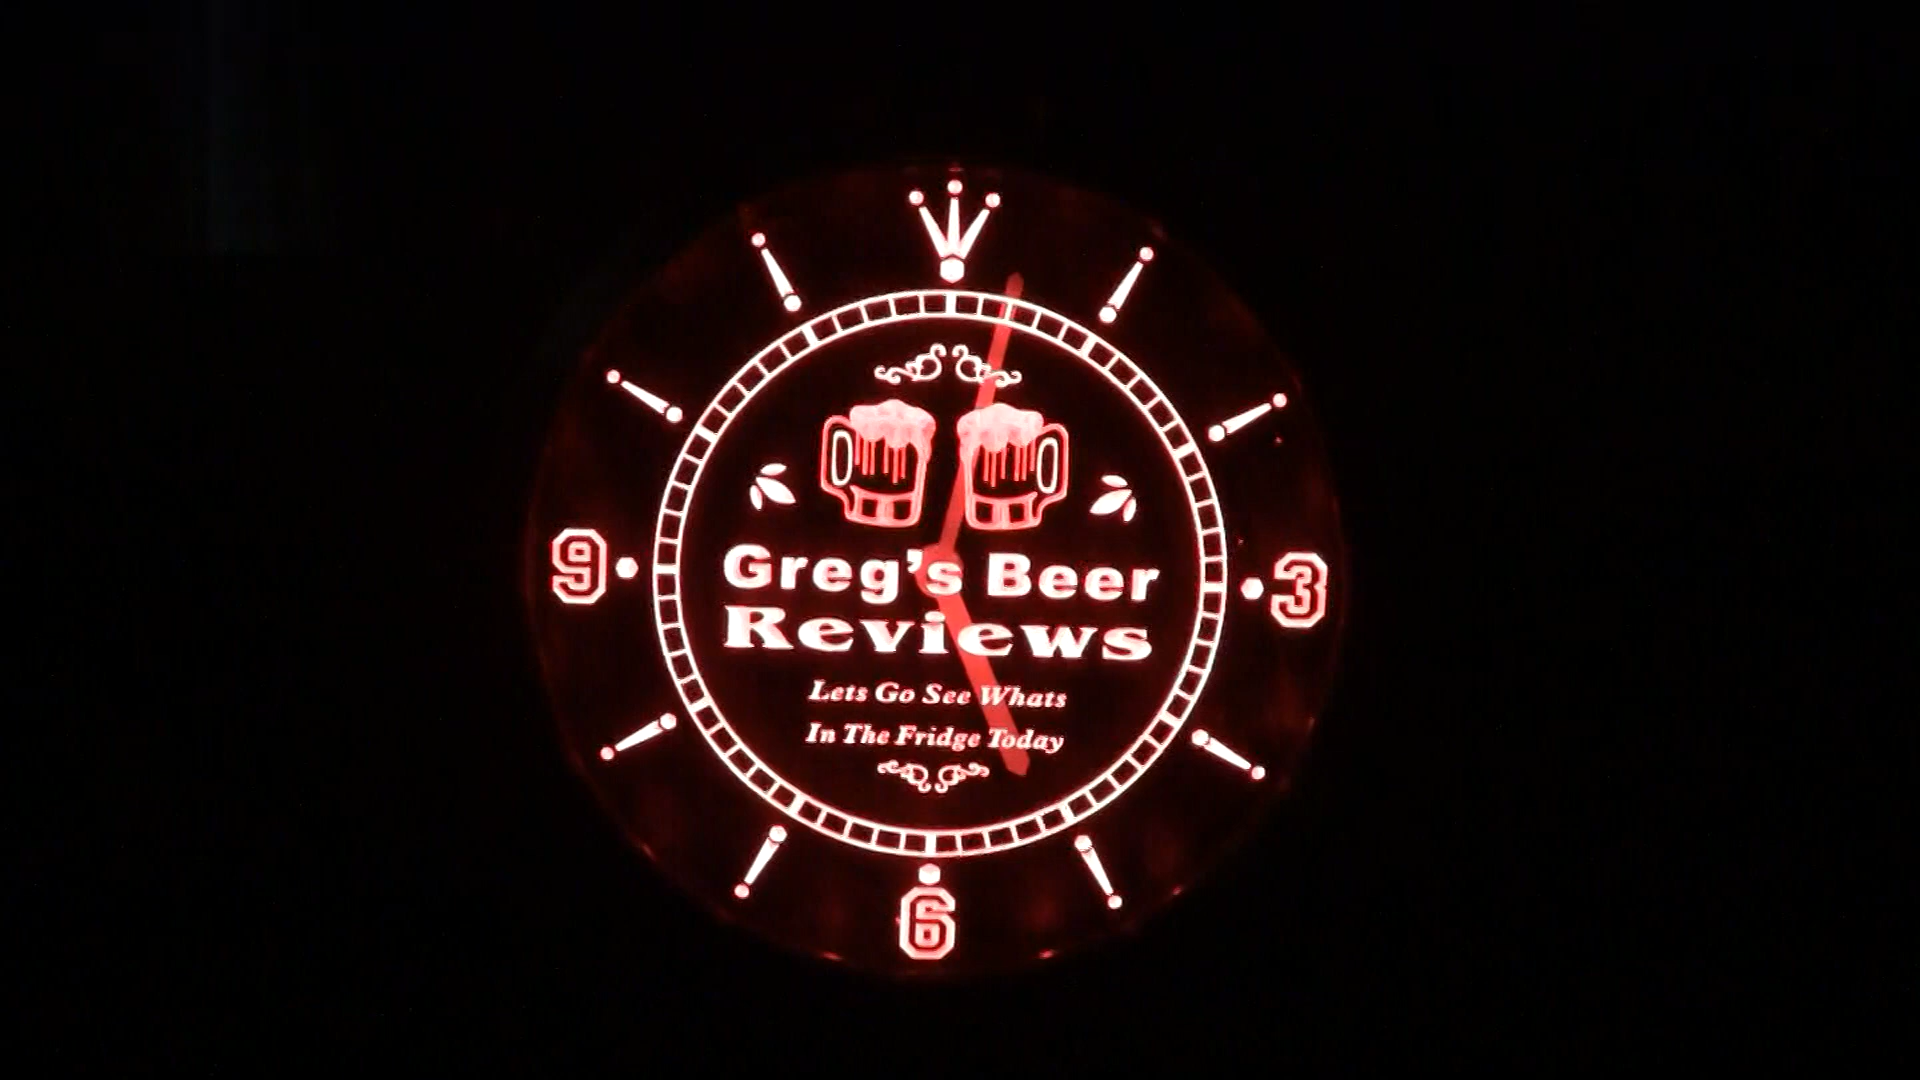 9
3
Greg's Beer
Reviews
Lets Go See Whats
In The Fridge Today
6